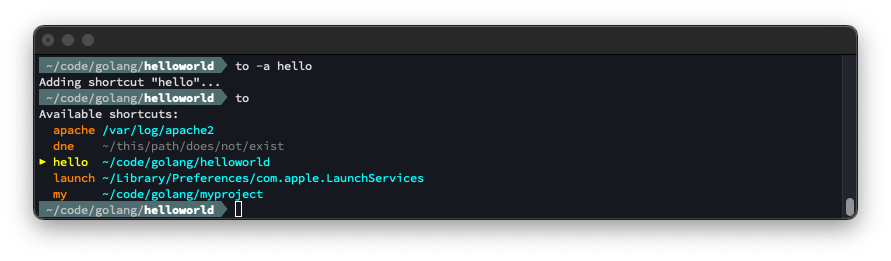 ~/code/golang/helloworld to -a hello
Adding shortcut "hello"...
~/code/golang/helloworld to
Available shortcuts:
apache /var/log/apache2
dne ~/this/path/does/not/exist
▶ hello ~/code/golang/helloworld
launch ~/Library/Preferences/com.apple.LaunchServices
my ~/code/golang/myproject
~/code/golang/helloworld